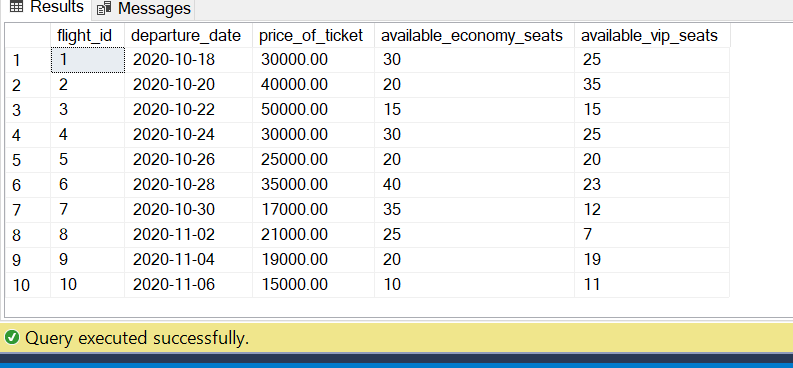 Results Messages
flight_id departure_date price_of_ticket available_economy_seats available_vip_seats
1 1 2020-10-18 30000.00 30 25
2 2 2020-10-20 40000.00 20 35
3 3 2020-10-22 50000.00 15 15
4 4 2020-10-24 30000.00 30 25
5 5 2020-10-26 25000.00 20 20
6 6 2020-10-28 35000.00 40 23
7 7 2020-10-30 17000.00 35 12
8 8 2020-11-02 21000.00 25 7
9 9 2020-11-04 19000.00 20 19
10 10 2020-11-06 15000.00 10 11
Query executed successfully.